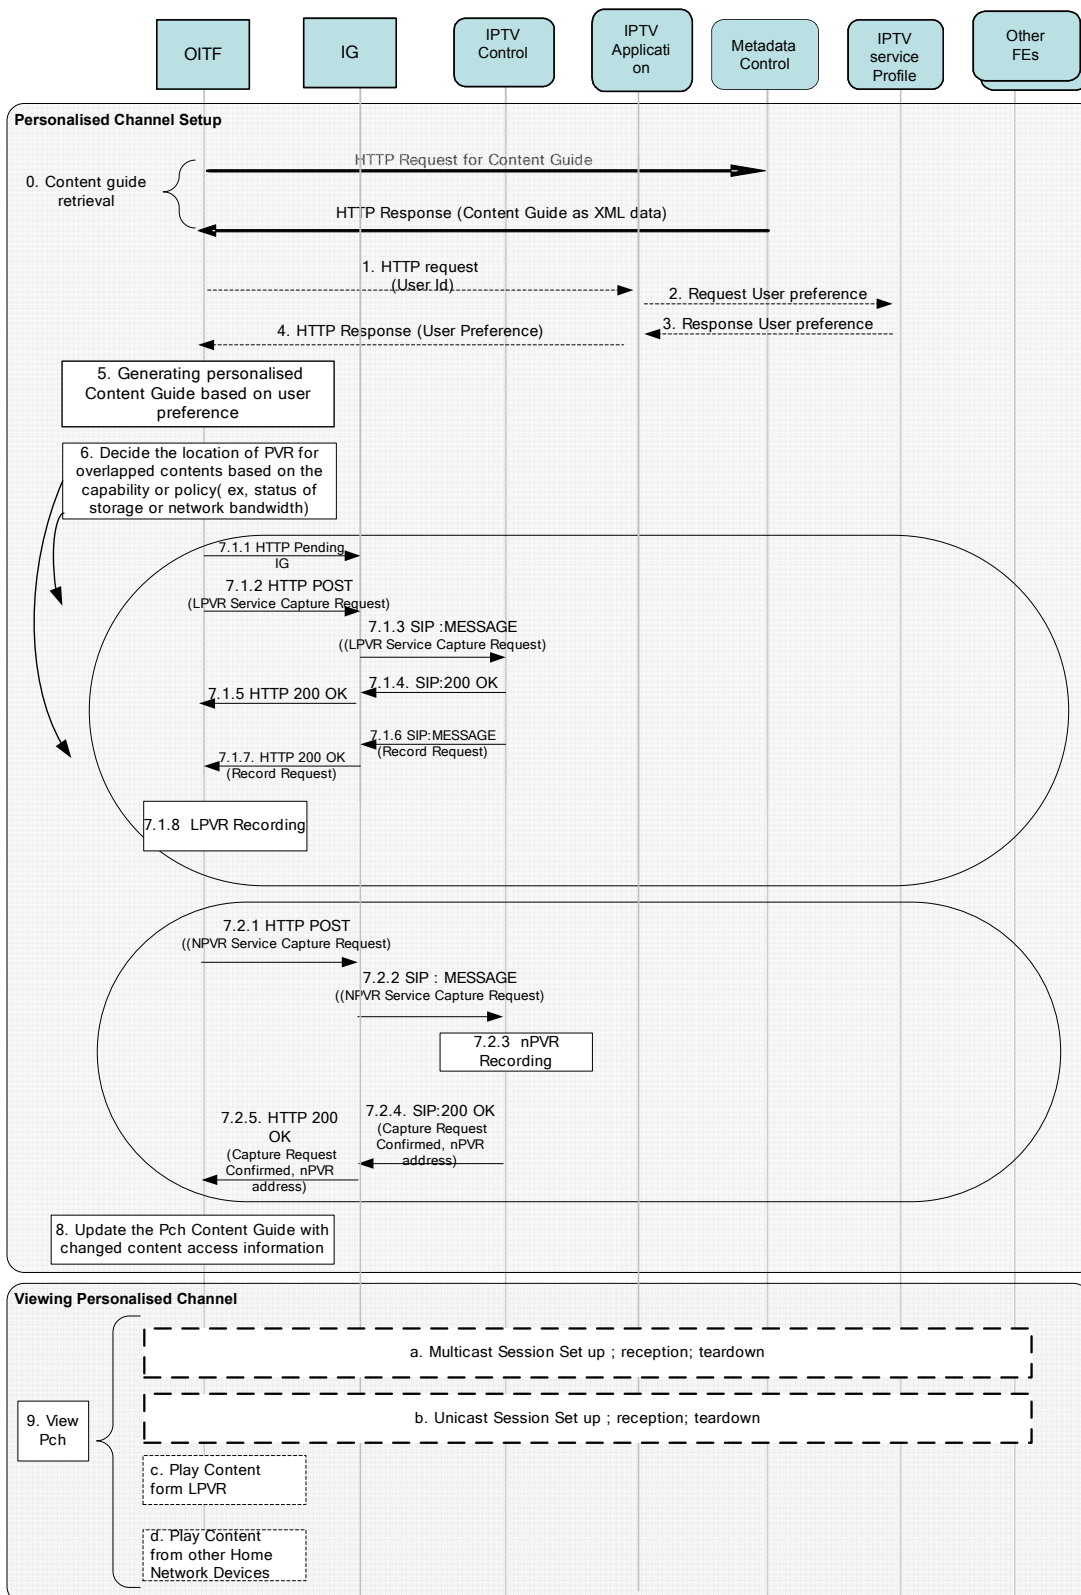 OITF
IG
IPTV
Control
IPTV
Applicati
on
Metadata
Control
IPTV
service
Profile
Other
FEs
Personalised Channel Setup
HTTP Request for Content Guide
0. Content guide
retrieval
HTTP Response (Content Guide as XML data)
1. HTTP request
(User Id)
2. Request User preference
3. Response User preference
4. HTTP Response (User Preference)
5. Generating personalised
Content Guide based on user
preference
6. Decide the location of PVR for
overlapped contents based on the
capability or policy( ex, status of
storage or network bandwidth)
7.1.1 HTTP Pending
IG
7.1.2 HTTP POST
(LPVR Service Capture Request)
7.1.3 SIP :MESSAGE
((LPVR Service Capture Request)
7.1.4. SIP:200 OK
7.1.5 HTTP 200 OK
7.1.6 SIP:MESSAGE
(Record Request)
7.1.7. HTTP 200 OK
(Record Request)
7.1.8 LPVR Recording
7.2.1 HTTP POST
((NPVR Service Capture Request)
7.2.2 SIP : MESSAGE
((NPVR Service Capture Request)
7.2.3 nPVR
Recording
7.2.4. SIP:200 OK
(Capture Request
Confirmed, nPVR
address)
7.2.5. HTTP 200
OK
(Capture Request
Confirmed, nPVR
address)
8. Update the Pch Content Guide with
changed content access information
Viewing Personalised Channel
a. Multicast Session Set up ; reception; teardown
b. Unicast Session Set up ; reception; teardown
9. View
Pch
c. Play Content
form LPVR
d. Play Content
from other Home
Network Devices